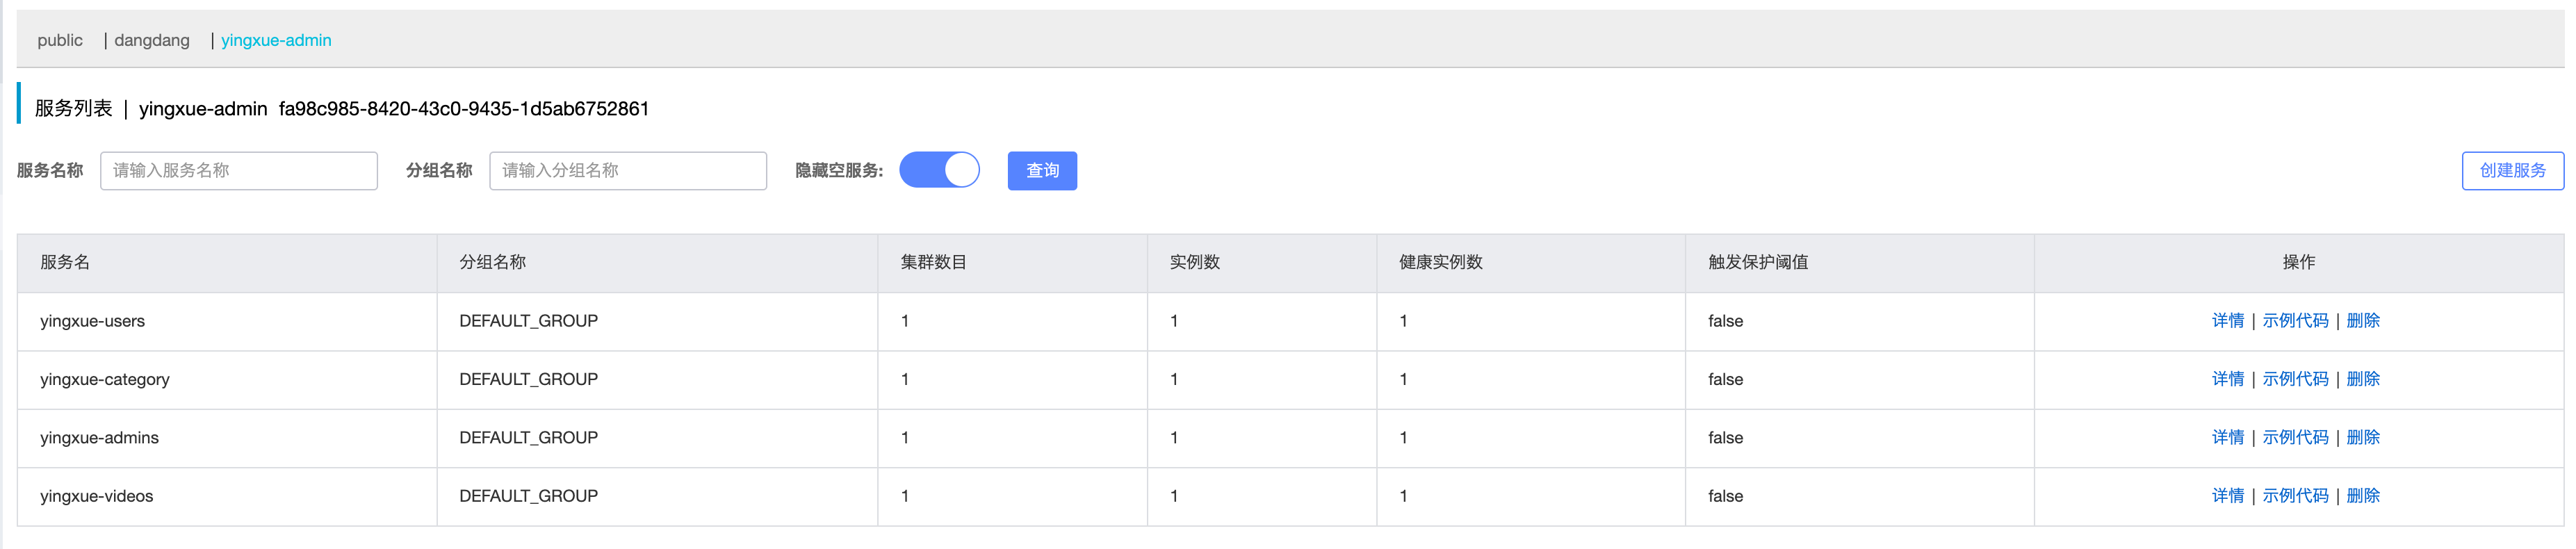 public | dangdang | yingxue-admin
服务列表 | yingxue-admin fa98c985-8420-43c0-9435-1d5ab6752861
服务名称 请输入服务名称 分组名称 请输入分组名称 隐藏空服务: 查询 创建服务
服务名 分组名称 集群数目 实例数 健康实例数 触发保护阈值 操作
yingxue-users DEFAULT_GROUP 1 1 1 false 详情 | 示例代码 | 删除
yingxue-category DEFAULT_GROUP 1 1 1 false 详情 | 示例代码 | 删除
yingxue-admins DEFAULT_GROUP 1 1 1 false 详情 | 示例代码 | 删除
yingxue-videos DEFAULT_GROUP 1 1 1 false 详情 | 示例代码 | 删除